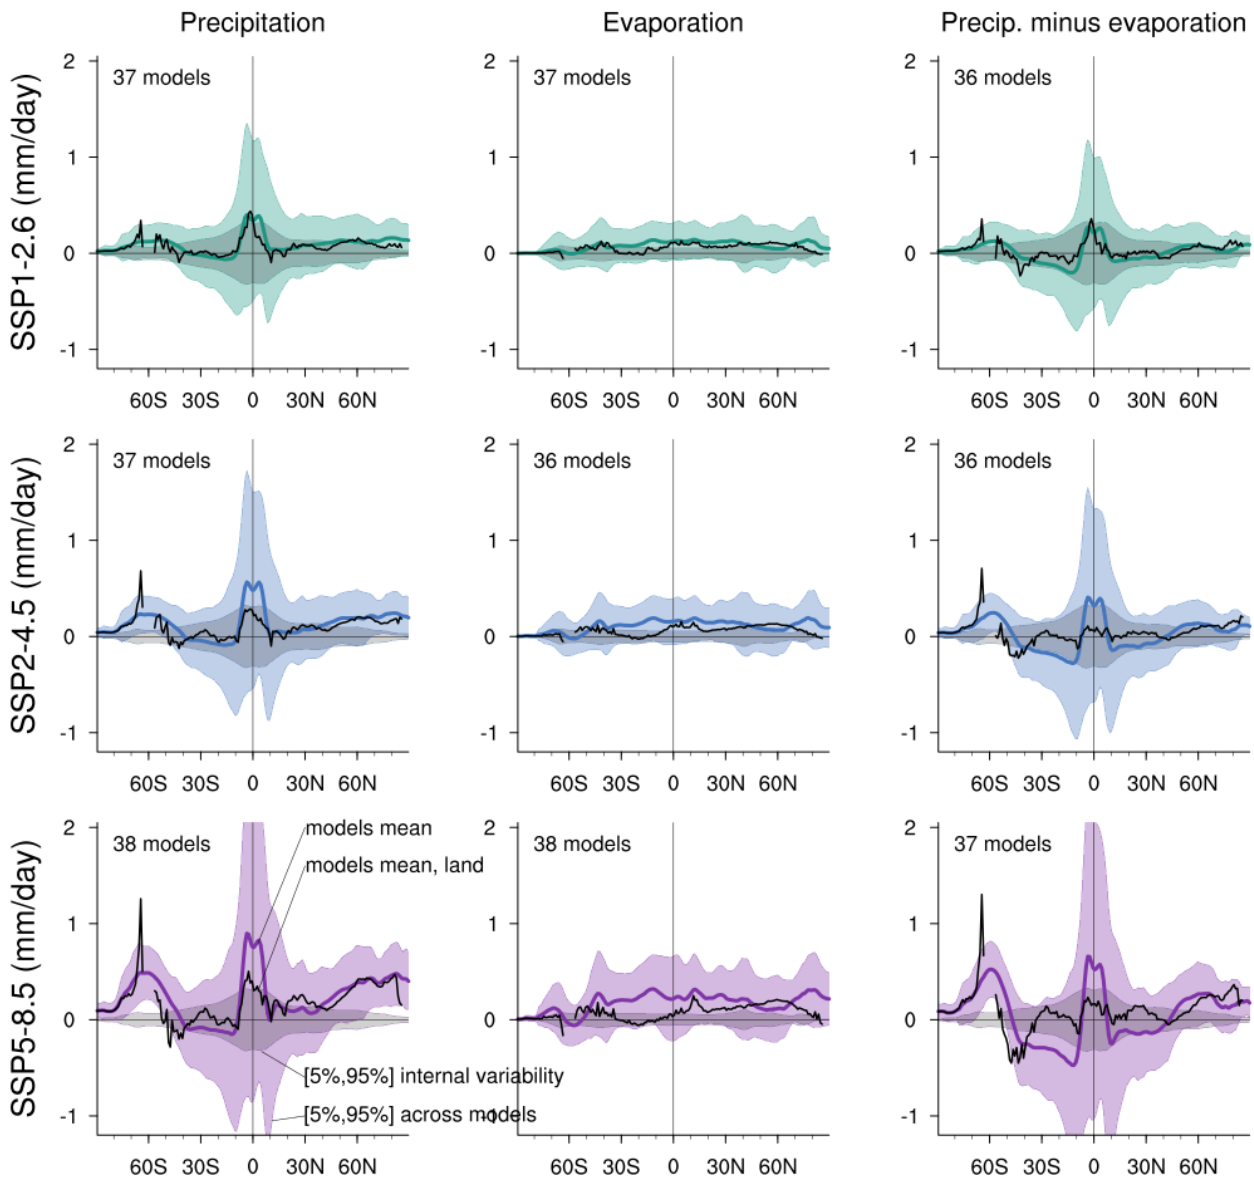 Precipitation
Evaporation
Precip. minus evaporation
SSP1-2.6 (mm/day)
2
1
0
-1
37 models
60S 30S 0 30N 60N
2
1
0
-1
37 models
60S 30S 0 30N 60N
2
1
0
-1
36 models
60S 30S 0 30N 60N
SSP2-4.5 (mm/day)
2
1
0
-1
37 models
60S 30S 0 30N 60N
2
1
0
-1
36 models
60S 30S 0 30N 60N
2
1
0
-1
36 models
60S 30S 0 30N 60N
SSP5-8.5 (mm/day)
2
1
0
-1
38 models
models mean
models mean, land
[5%,95%] internal variability
[5%,95%] across models
60S 30S 0 30N 60N
2
1
0
-1
38 models
60S 30S 0 30N 60N
2
1
0
-1
37 models
60S 30S 0 30N 60N